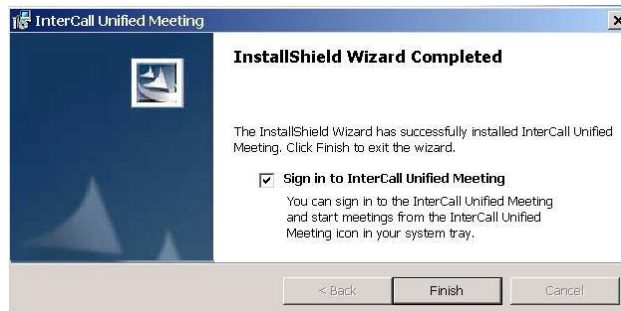 InterCall Unified Meeting
InstallShield Wizard Completed
The InstallShield Wizard has successfully installed InterCall Unified
Meeting. Click Finish to exit the wizard.
Sign in to InterCall Unified Meeting
You can sign in to the InterCall Unified Meeting
and start meetings from the InterCall Unified
Meeting icon in your system tray.
< Back Finish Cancel